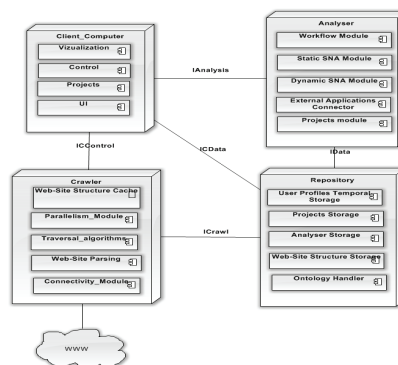 Client_Computer
Vizualization
Control
Projects
UI
Analyser
Workflow Module
Static SNA Module
Dynamic SNA Module
External Applications
Connector
Projects module
IAnalysis
ICControl
ICData
IData
Crawler
Web-Site Structure Cache
Parallelism_Module
Traversal_algorithms
Web-Site Parsing
Connectivity_Module
ICrawl
Repository
User Profiles Temporal
Storage
Projects Storage
Analyser Storage
Web-Site Structure Storage
Ontology Handler
WWW